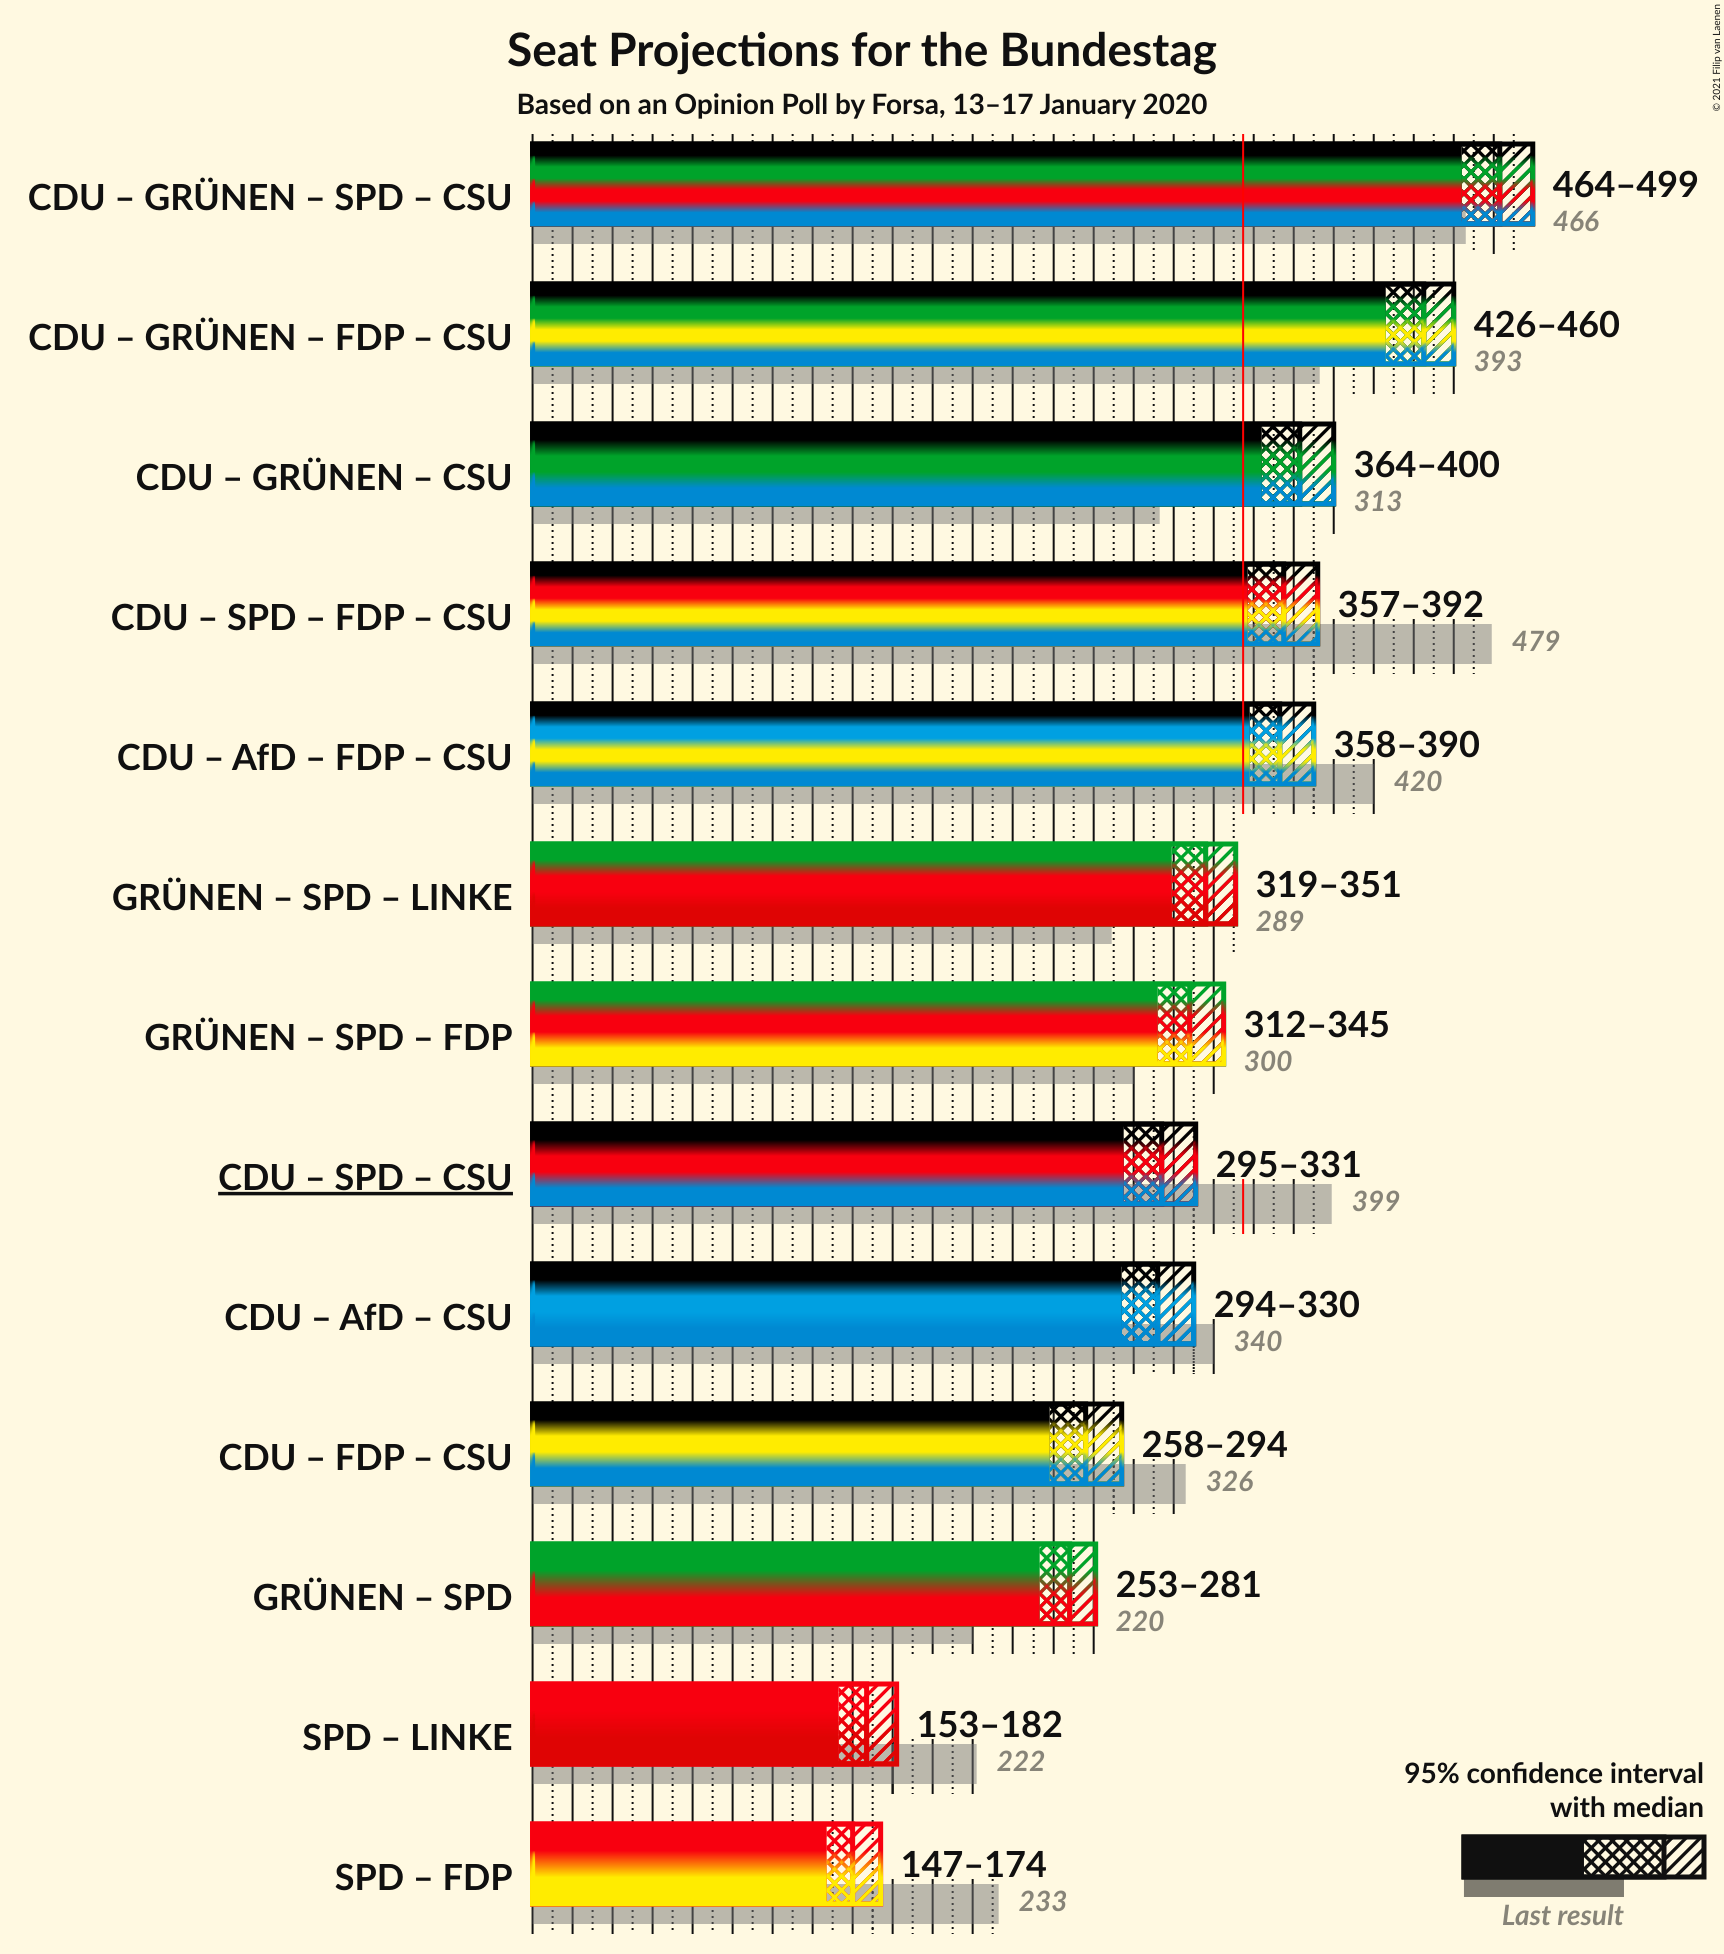 Seat Projections for the Bundestag
Based on an Opinion Poll by Forsa, 13–17 January 2020
© 2021 Filip van Laenen
CDU – GRÜNEN – SPD – CSU
464–499
466
CDU – GRÜNEN – FDP – CSU
426–460
393
CDU – GRÜNEN – CSU
364–400
313
CDU – SPD – FDP – CSU
357–392
479
CDU – AfD – FDP – CSU
358–390
420
GRÜNEN – SPD – LINKE
319–351
289
GRÜNEN – SPD – FDP
312–345
300
CDU – SPD – CSU
295–331
399
CDU – AfD – CSU
294–330
340
CDU – FDP – CSU
258–294
326
GRÜNEN – SPD
253–281
220
SPD – LINKE
153–182
222
SPD – FDP
147–174
233
95% confidence interval
with median
Last result